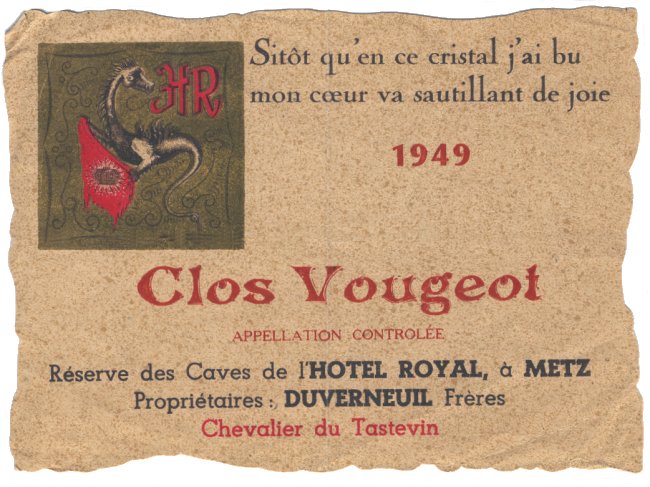 HR
Sitôt qu'en ce cristal j'ai bu
mon cœur va sautillant de joie
1949
Clos Vougeot
APPELLATION CONTROLÉE
Réserve des Caves de l'HOTEL ROYAL, à METZ
Propriétaires : DUVERNEUIL Frères
Chevalier du Tastevin